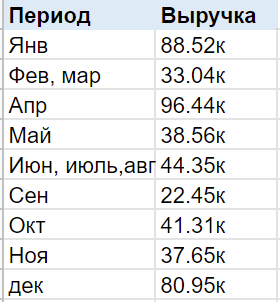 Период Выручка
Янв 88.52к
Фев, мар 33.04к
Апр 96.44к
Май 38.56к
Июн, июль,авг 44.35к
Сен 22.45к
Окт 41.31к
Ноя 37.65к
дек 80.95к